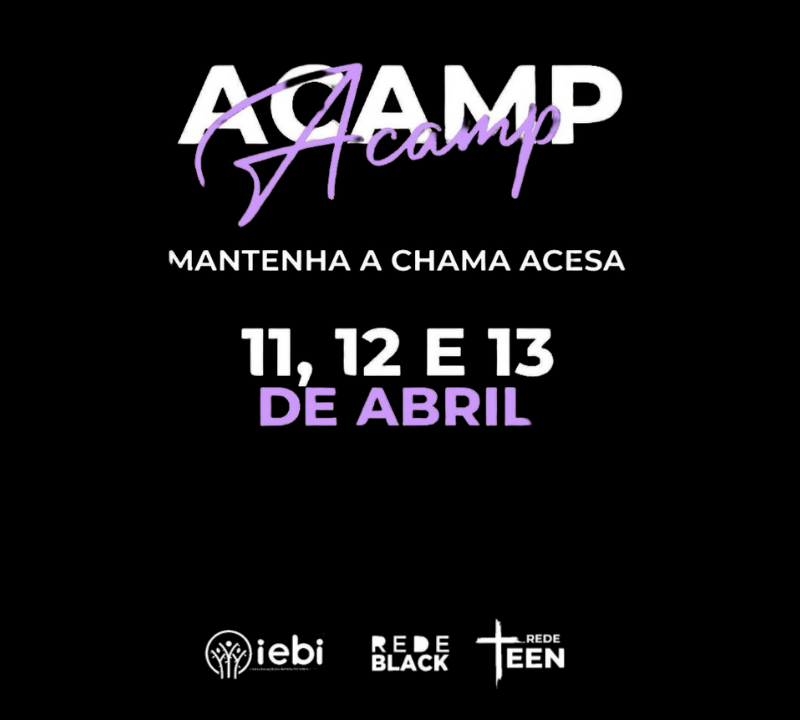 ACAMP
Acamp
MANTENHA A CHAMA ACESA
11, 12 E 13
DE ABRIL
iebi
REDE
BLACK
REDE
TEEN